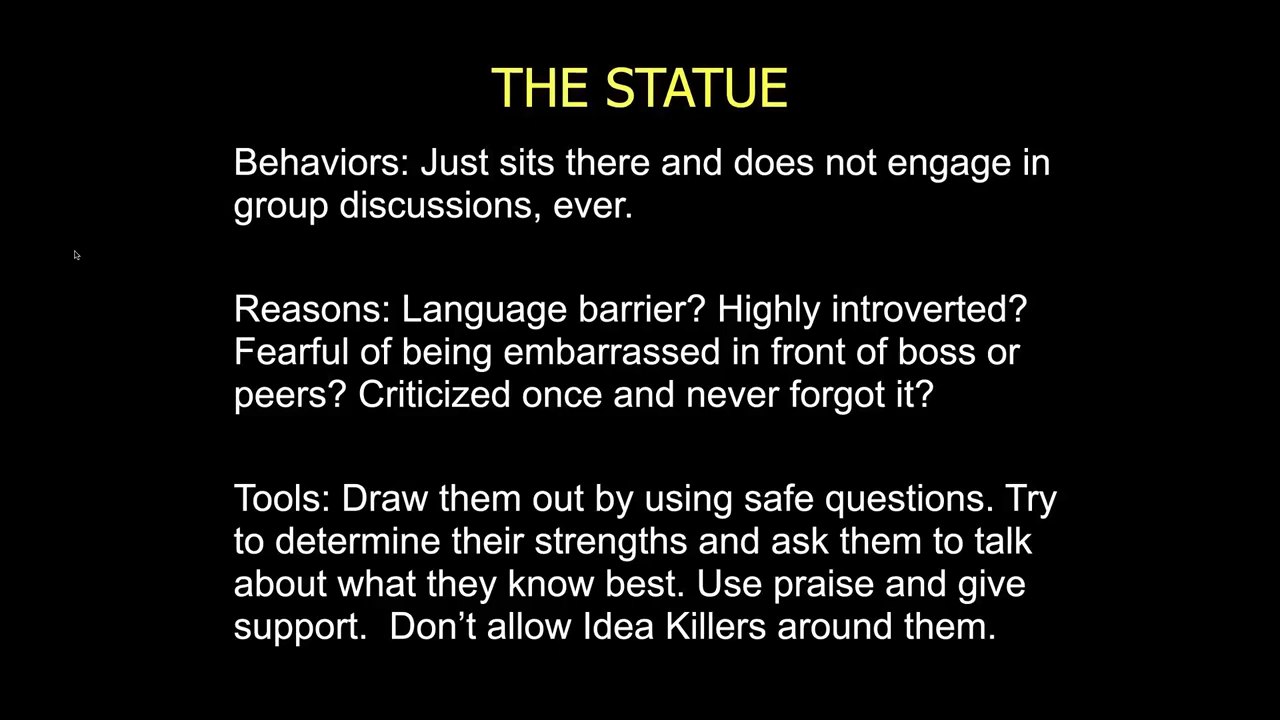 THE STATUE
Behaviors: Just sits there and does not engage in
group discussions, ever.
Reasons: Language barrier? Highly introverted?
Fearful of being embarrassed in front of boss or
peers? Criticized once and never forgot it?
Tools: Draw them out by using safe questions. Try
to determine their strengths and ask them to talk
about what they know best. Use praise and give
support.  Don’t allow Idea Killers around them.